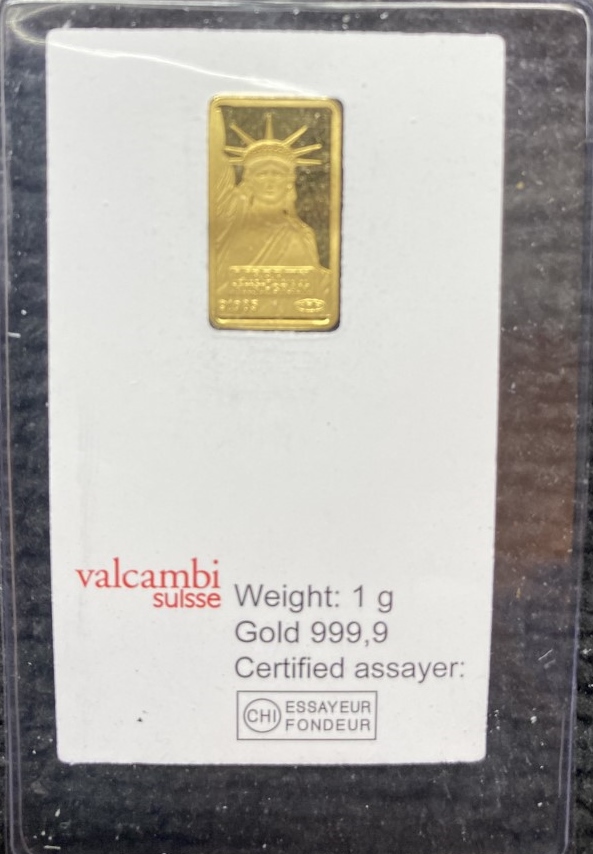 valcambi
suisse
Weight: 1 g
Gold 999,9
Certified assayer:
CHI
ESSAYEUR
FONDEUR